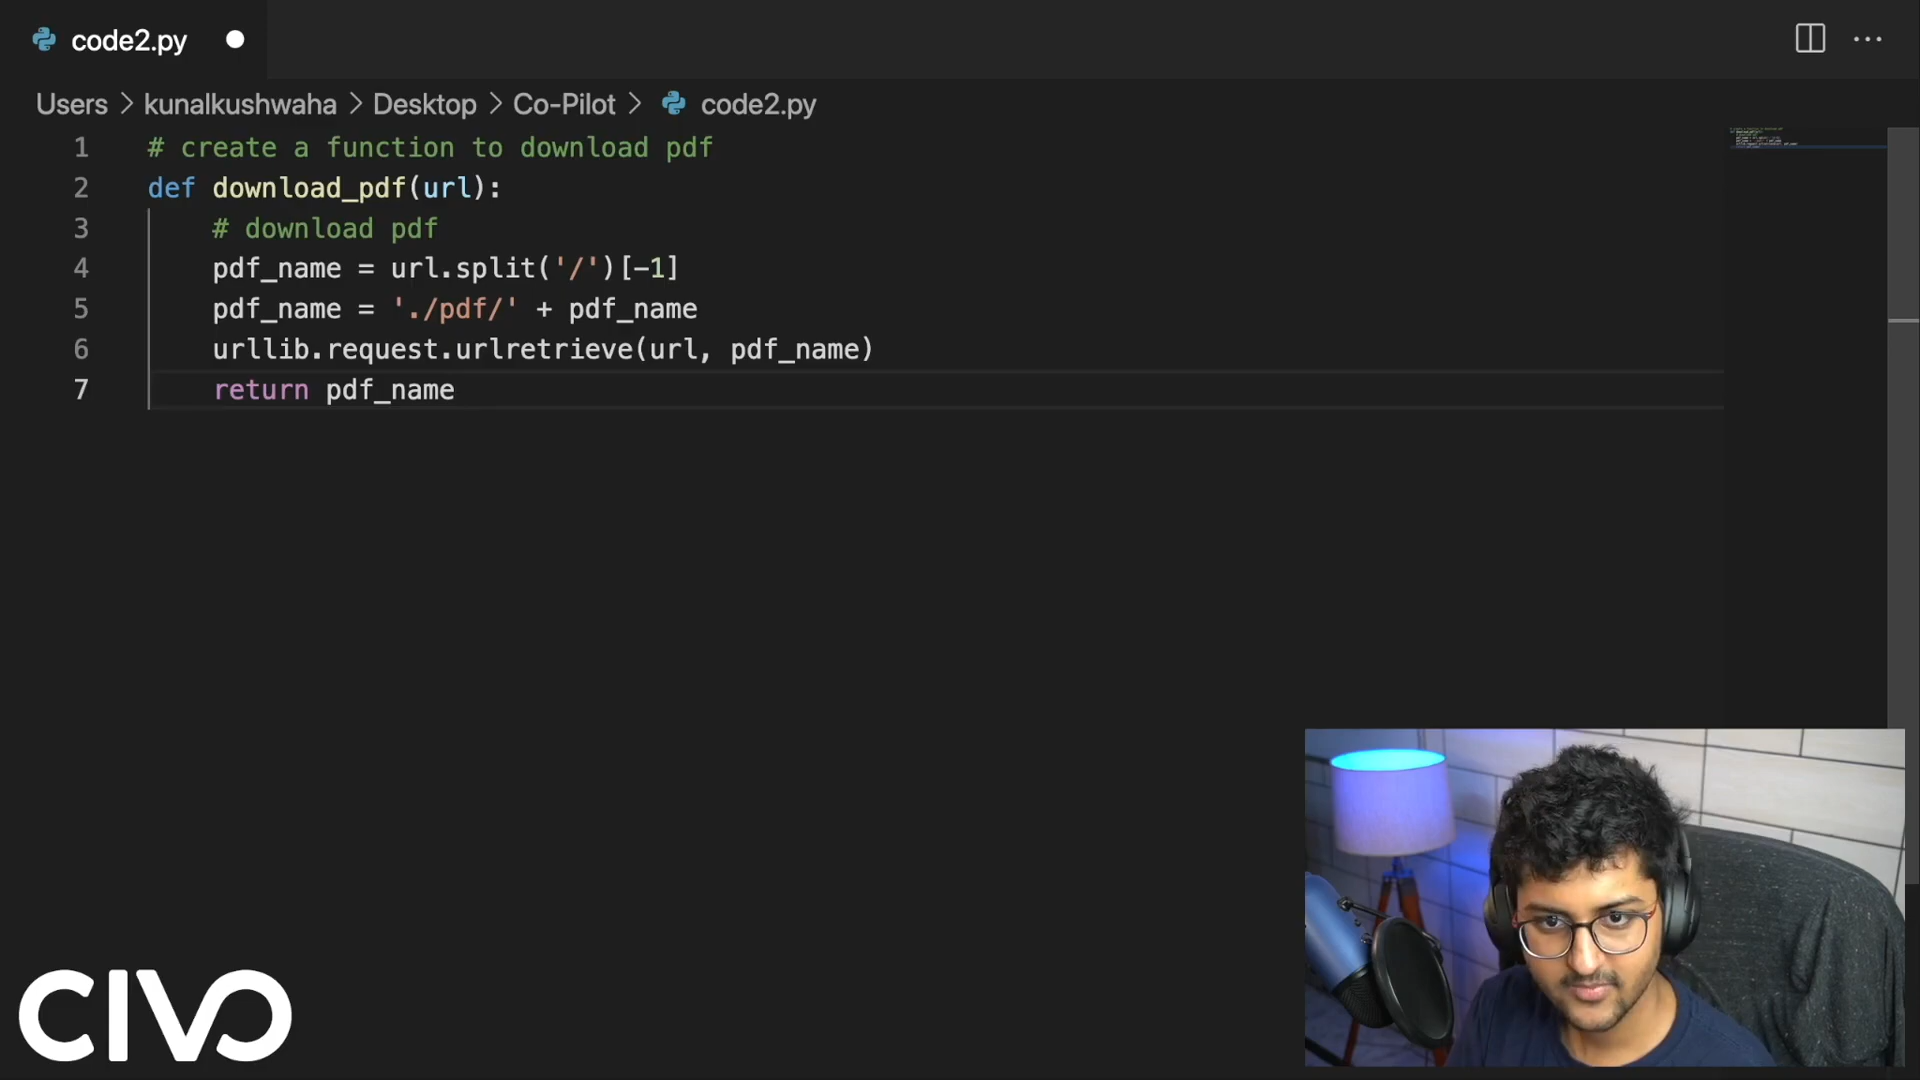 code2.py
Users > kunalkushwaha > Desktop > Co-Pilot > code2.py
1 # create a function to download pdf
2 def download_pdf(url):
3     # download pdf
4     pdf_name = url.split('/')[-1]
5     pdf_name = './pdf/' + pdf_name
6     urllib.request.urlretrieve(url, pdf_name)
7     return pdf_name
CIVO